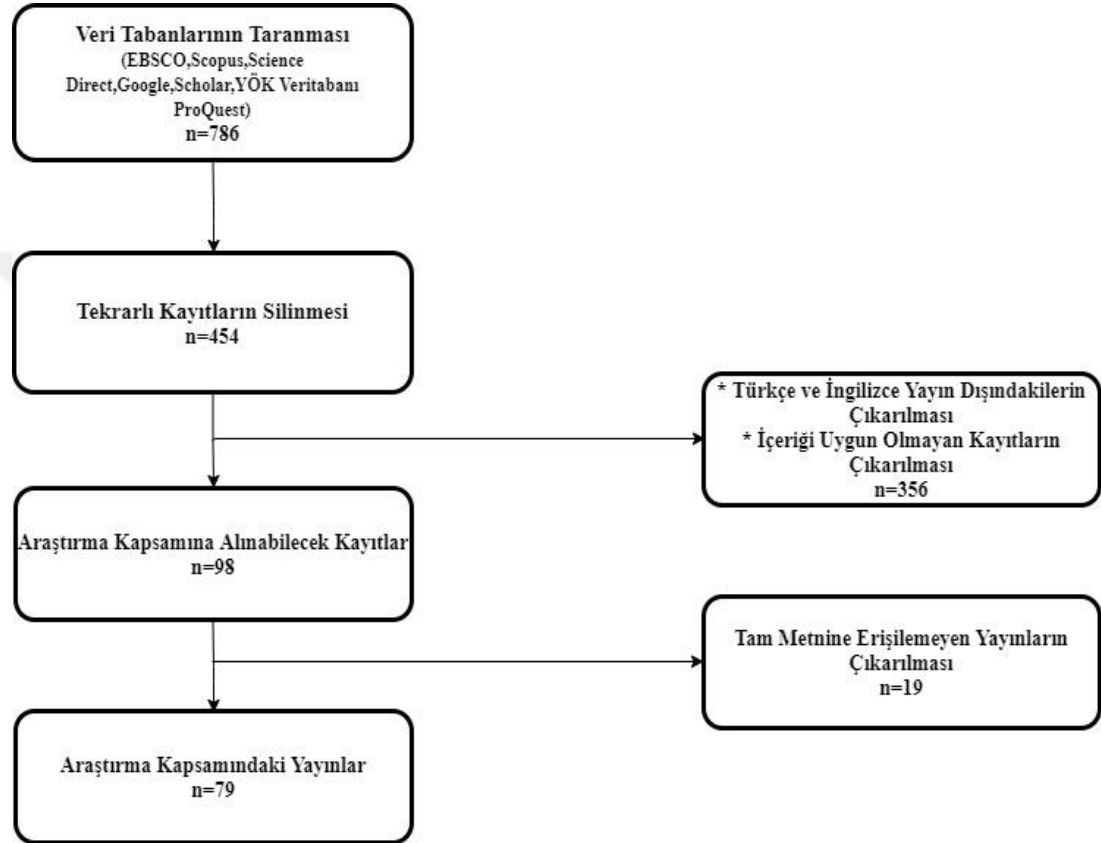 Veri Tabanlarının Taranması
(EBSCO,Scopus,Science
Direct,Google,Scholar,YÖK Veritabanı
ProQuest)
n=786
Tekrarlı Kayıtların Silinmesi
n=454
* Türkçe ve İngilizce Yayın Dışındakilerin
Çıkarılması
* İçeriği Uygun Olmayan Kayıtların
Çıkarılması
n=356
Araştırma Kapsamına Alınabilecek Kayıtlar
n=98
Tam Metnine Erişilemeyen Yayınların
Çıkarılması
n=19
Araştırma Kapsamındaki Yayınlar
n=79